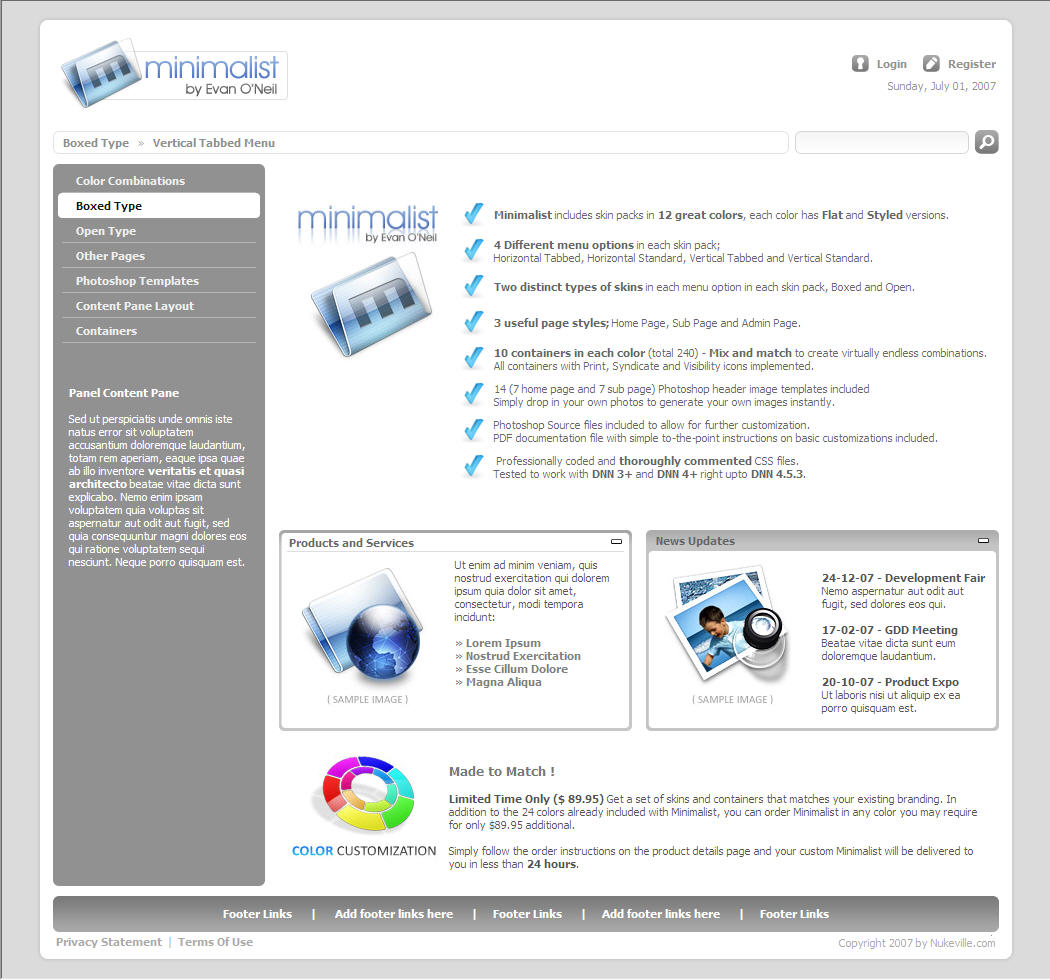 minimalist
by Evan O'Neil
Login
Register
Sunday, July 01, 2007
Boxed Type » Vertical Tabbed Menu
Color Combinations
Boxed Type
Open Type
Other Pages
Photoshop Templates
Content Pane Layout
Containers
Panel Content Pane
Sed ut perspiciatis unde omnis iste
natus error sit voluptatem
accusantium doloremque laudantium,
totam rem aperiam, eaque ipsa quae
ab illo inventore veritatis et quasi
architecto beatae vitae dicta sunt
explicabo. Nemo enim ipsam
voluptatem quia voluptas sit
aspernatur aut odit aut fugit, sed
quia consequuntur magni dolores eos
qui ratione voluptatem sequi
nesciunt. Neque porro quisquam est.
minimalist
by Evan O'Neil
m
Minimalist includes skin packs in 12 great colors, each color has Flat and Styled versions.
4 Different menu options in each skin pack;
Horizontal Tabbed, Horizontal Standard, Vertical Tabbed and Vertical Standard.
Two distinct types of skins in each menu option in each skin pack, Boxed and Open.
3 useful page styles; Home Page, Sub Page and Admin Page.
10 containers in each color (total 240) - Mix and match to create virtually endless combinations.
All containers with Print, Syndicate and Visibility icons implemented.
14 (7 home page and 7 sub page) Photoshop header image templates included
Simply drop in your own photos to generate your own images instantly.
Photoshop Source files included to allow for further customization.
PDF documentation file with simple to-the-point instructions on basic customizations included.
Professionally coded and thoroughly commented CSS files.
Tested to work with DNN 3+ and DNN 4+ right upto DNN 4.5.3.
Products and Services
Ut enim ad minim veniam, quis
nostrud exercitation qui dolorem
ipsum quia dolor sit amet,
consectetur, modi tempora
incidunt:
» Lorem Ipsum
» Nostrud Exercitation
» Esse Cillum Dolore
» Magna Aliqua
( SAMPLE IMAGE )
News Updates
24-12-07 - Development Fair
Nemo aspernatur aut odit aut
fugit, sed dolores eos qui.
17-02-07 - GDD Meeting
Beatae vitae dicta sunt eum
doloremque laudantium.
20-10-07 - Product Expo
Ut laboris nisi ut aliquip ex ea
porro quisquam est.
( SAMPLE IMAGE )
COLOR CUSTOMIZATION
Made to Match !
Limited Time Only ($ 89.95) Get a set of skins and containers that matches your existing branding. In
addition to the 24 colors already included with Minimalist, you can order Minimalist in any color you may require
for only $89.95 additional.
Simply follow the order instructions on the product details page and your custom Minimalist will be delivered to
you in less than 24 hours.
Footer Links | Add footer links here | Footer Links | Add footer links here | Footer Links
Privacy Statement | Terms Of Use
Copyright 2007 by Nukeville.com